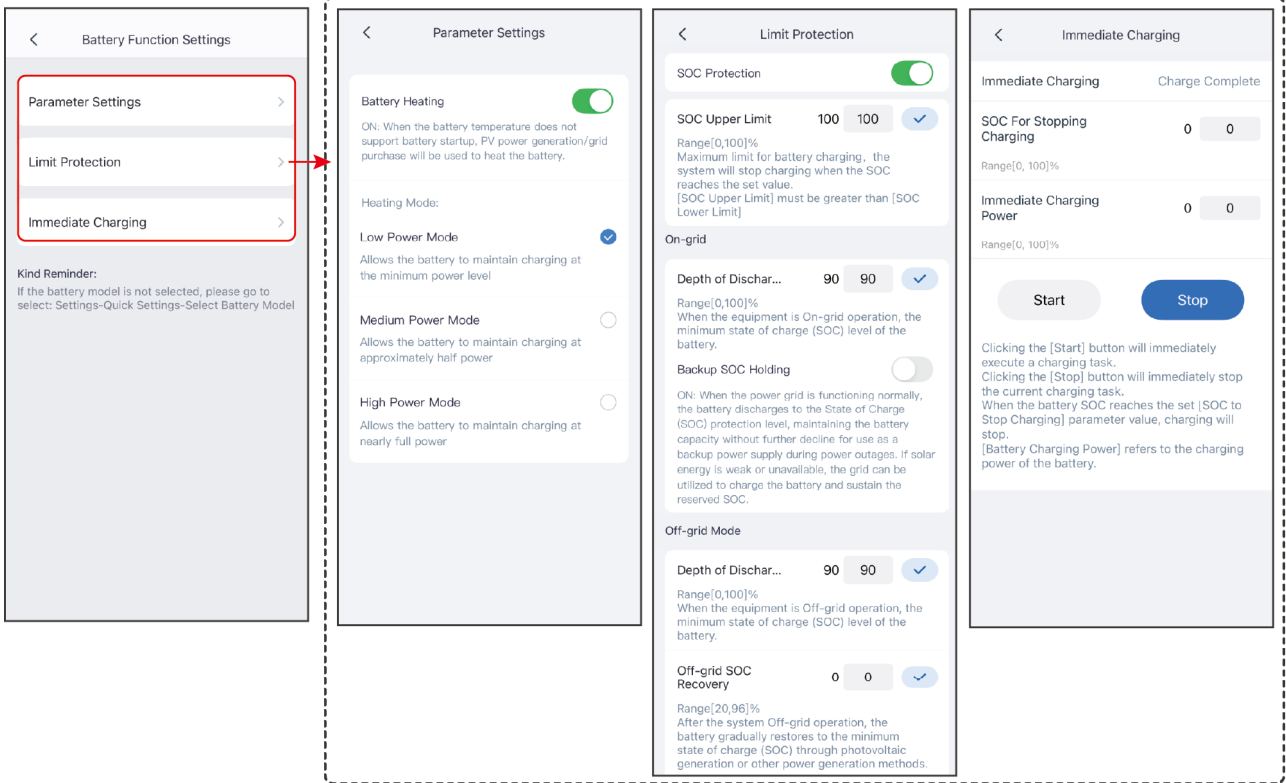 Battery Function Settings
Parameter Settings
Limit Protection
Immediate Charging
Kind Reminder:
If the battery model is not selected, please go to
select: Settings-Quick Settings-Select Battery Model
Parameter Settings
Battery Heating
ON: When the battery temperature does not
support battery startup, PV power generation/grid
purchase will be used to heat the battery.
Heating Mode:
Low Power Mode
Allows the battery to maintain charging at
the minimum power level
Medium Power Mode
Allows the battery to maintain charging at
approximately half power
High Power Mode
Allows the battery to maintain charging at
nearly full power
Limit Protection
SOC Protection
SOC Upper Limit 100 100
Range[0,100]%
Maximum limit for battery charging, the
system will stop charging when the SOC
reaches the set value.
[SOC Upper Limit] must be greater than [SOC
Lower Limit]
On-grid
Depth of Dischar... 90 90
Range[0,100]%
When the equipment is On-grid operation, the
minimum state of charge (SOC) level of the
battery.
Backup SOC Holding
ON: When the power grid is functioning normally,
the battery discharges to the State of Charge
(SOC) protection level, maintaining the battery
capacity without further decline for use as a
backup power supply during power outages. If solar
energy is weak or unavailable, the grid can be
utilized to charge the battery and sustain the
reserved SOC.
Off-grid Mode
Depth of Dischar... 90 90
Range[0,100]%
When the equipment is Off-grid operation, the
minimum state of charge (SOC) level of the
battery.
Off-grid SOC
Recovery 0 0
Range[20,96]%
After the system Off-grid operation, the
battery gradually restores to the minimum
state of charge (SOC) through photovoltaic
generation or other power generation methods.
Immediate Charging
Immediate Charging Charge Complete
SOC For Stopping
Charging 0 0
Range[0, 100]%
Immediate Charging
Power 0 0
Range[0, 100]%
Start Stop
Clicking the [Start] button will immediately
execute a charging task.
Clicking the [Stop] button will immediately stop
the current charging task.
When the battery SOC reaches the set [SOC to
Stop Charging] parameter value, charging will
stop.
[Battery Charging Power] refers to the charging
power of the battery.